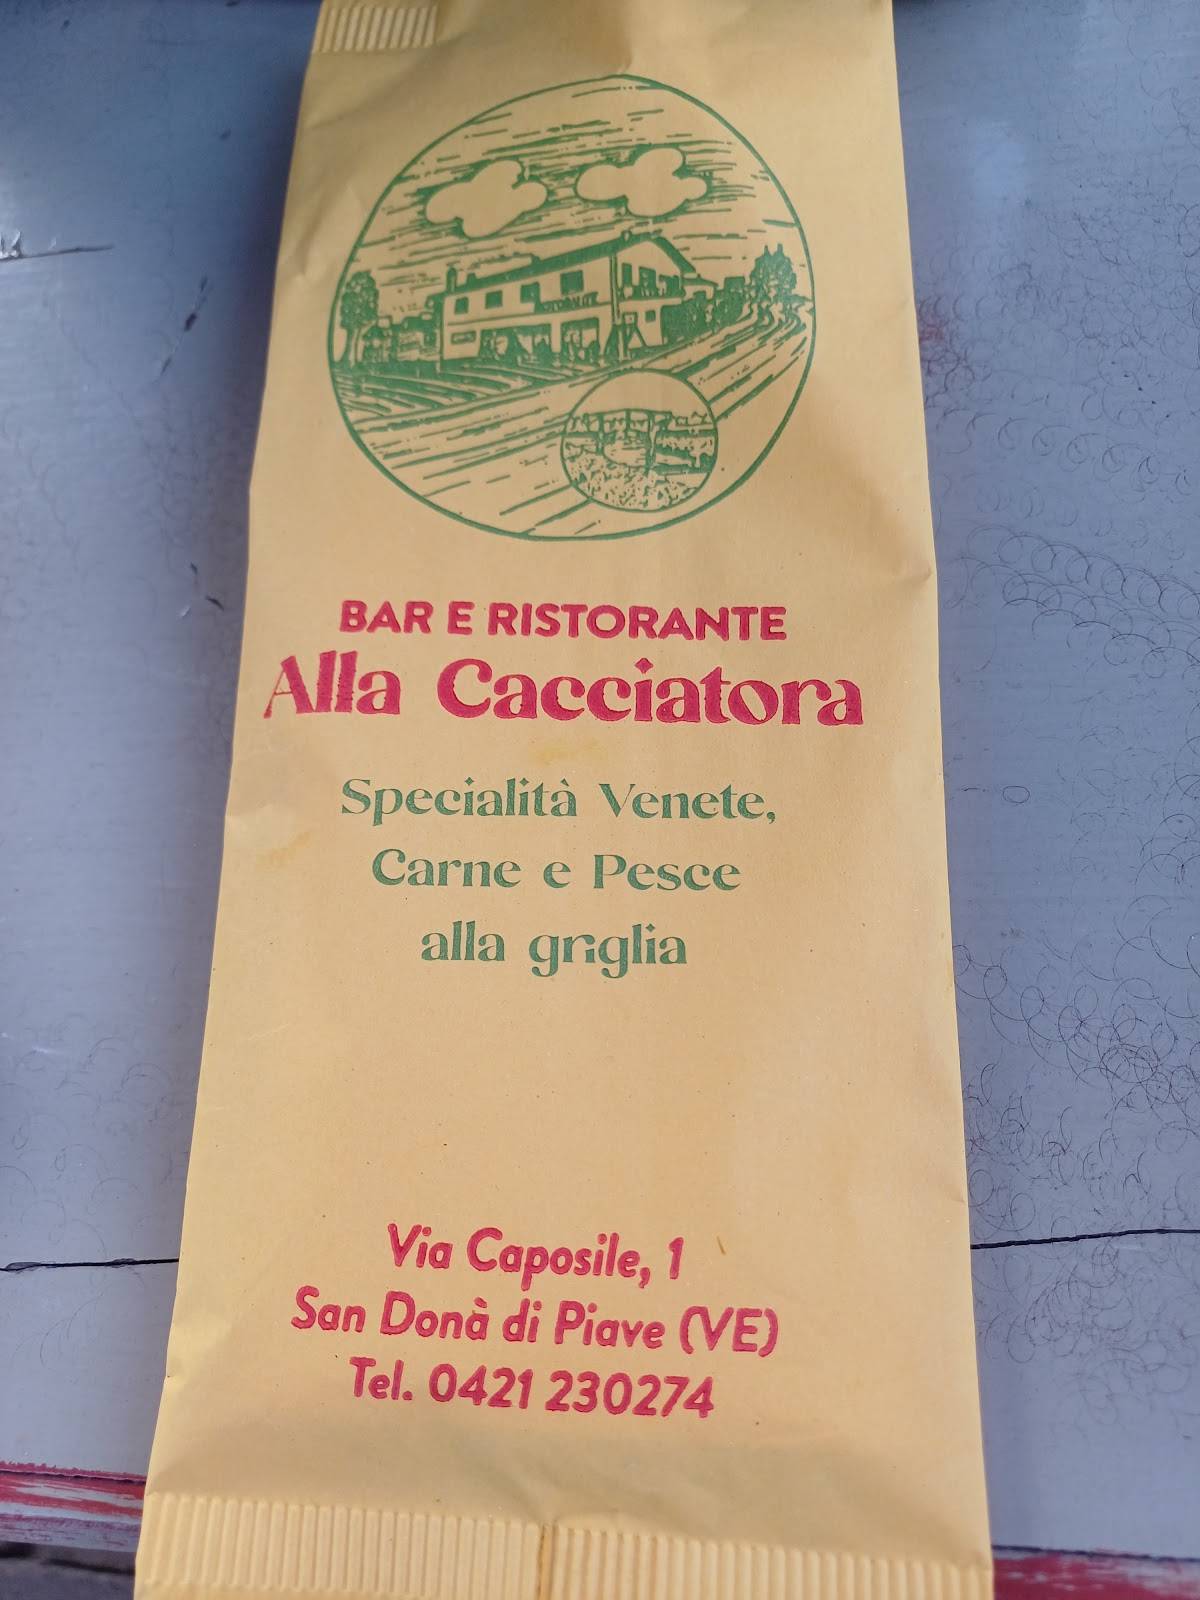 BAR E RISTORANTE
Alla Cacciatora
Specialità Venete,
Carne e Pesce
alla griglia
Via Caposile, 1
San Donà di Piave (VE)
Tel. 0421 230274